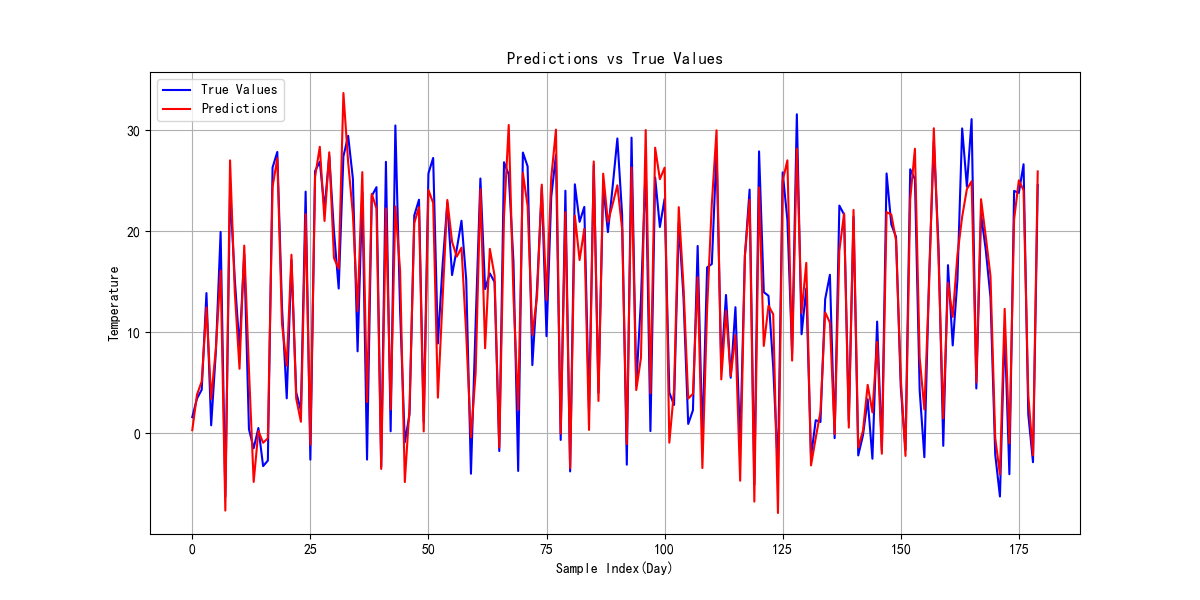 Predictions vs True Values
True Values
Predictions
30
20
10
0
Temperature
0 25 50 75 100 125 150 175
Sample Index(Day)